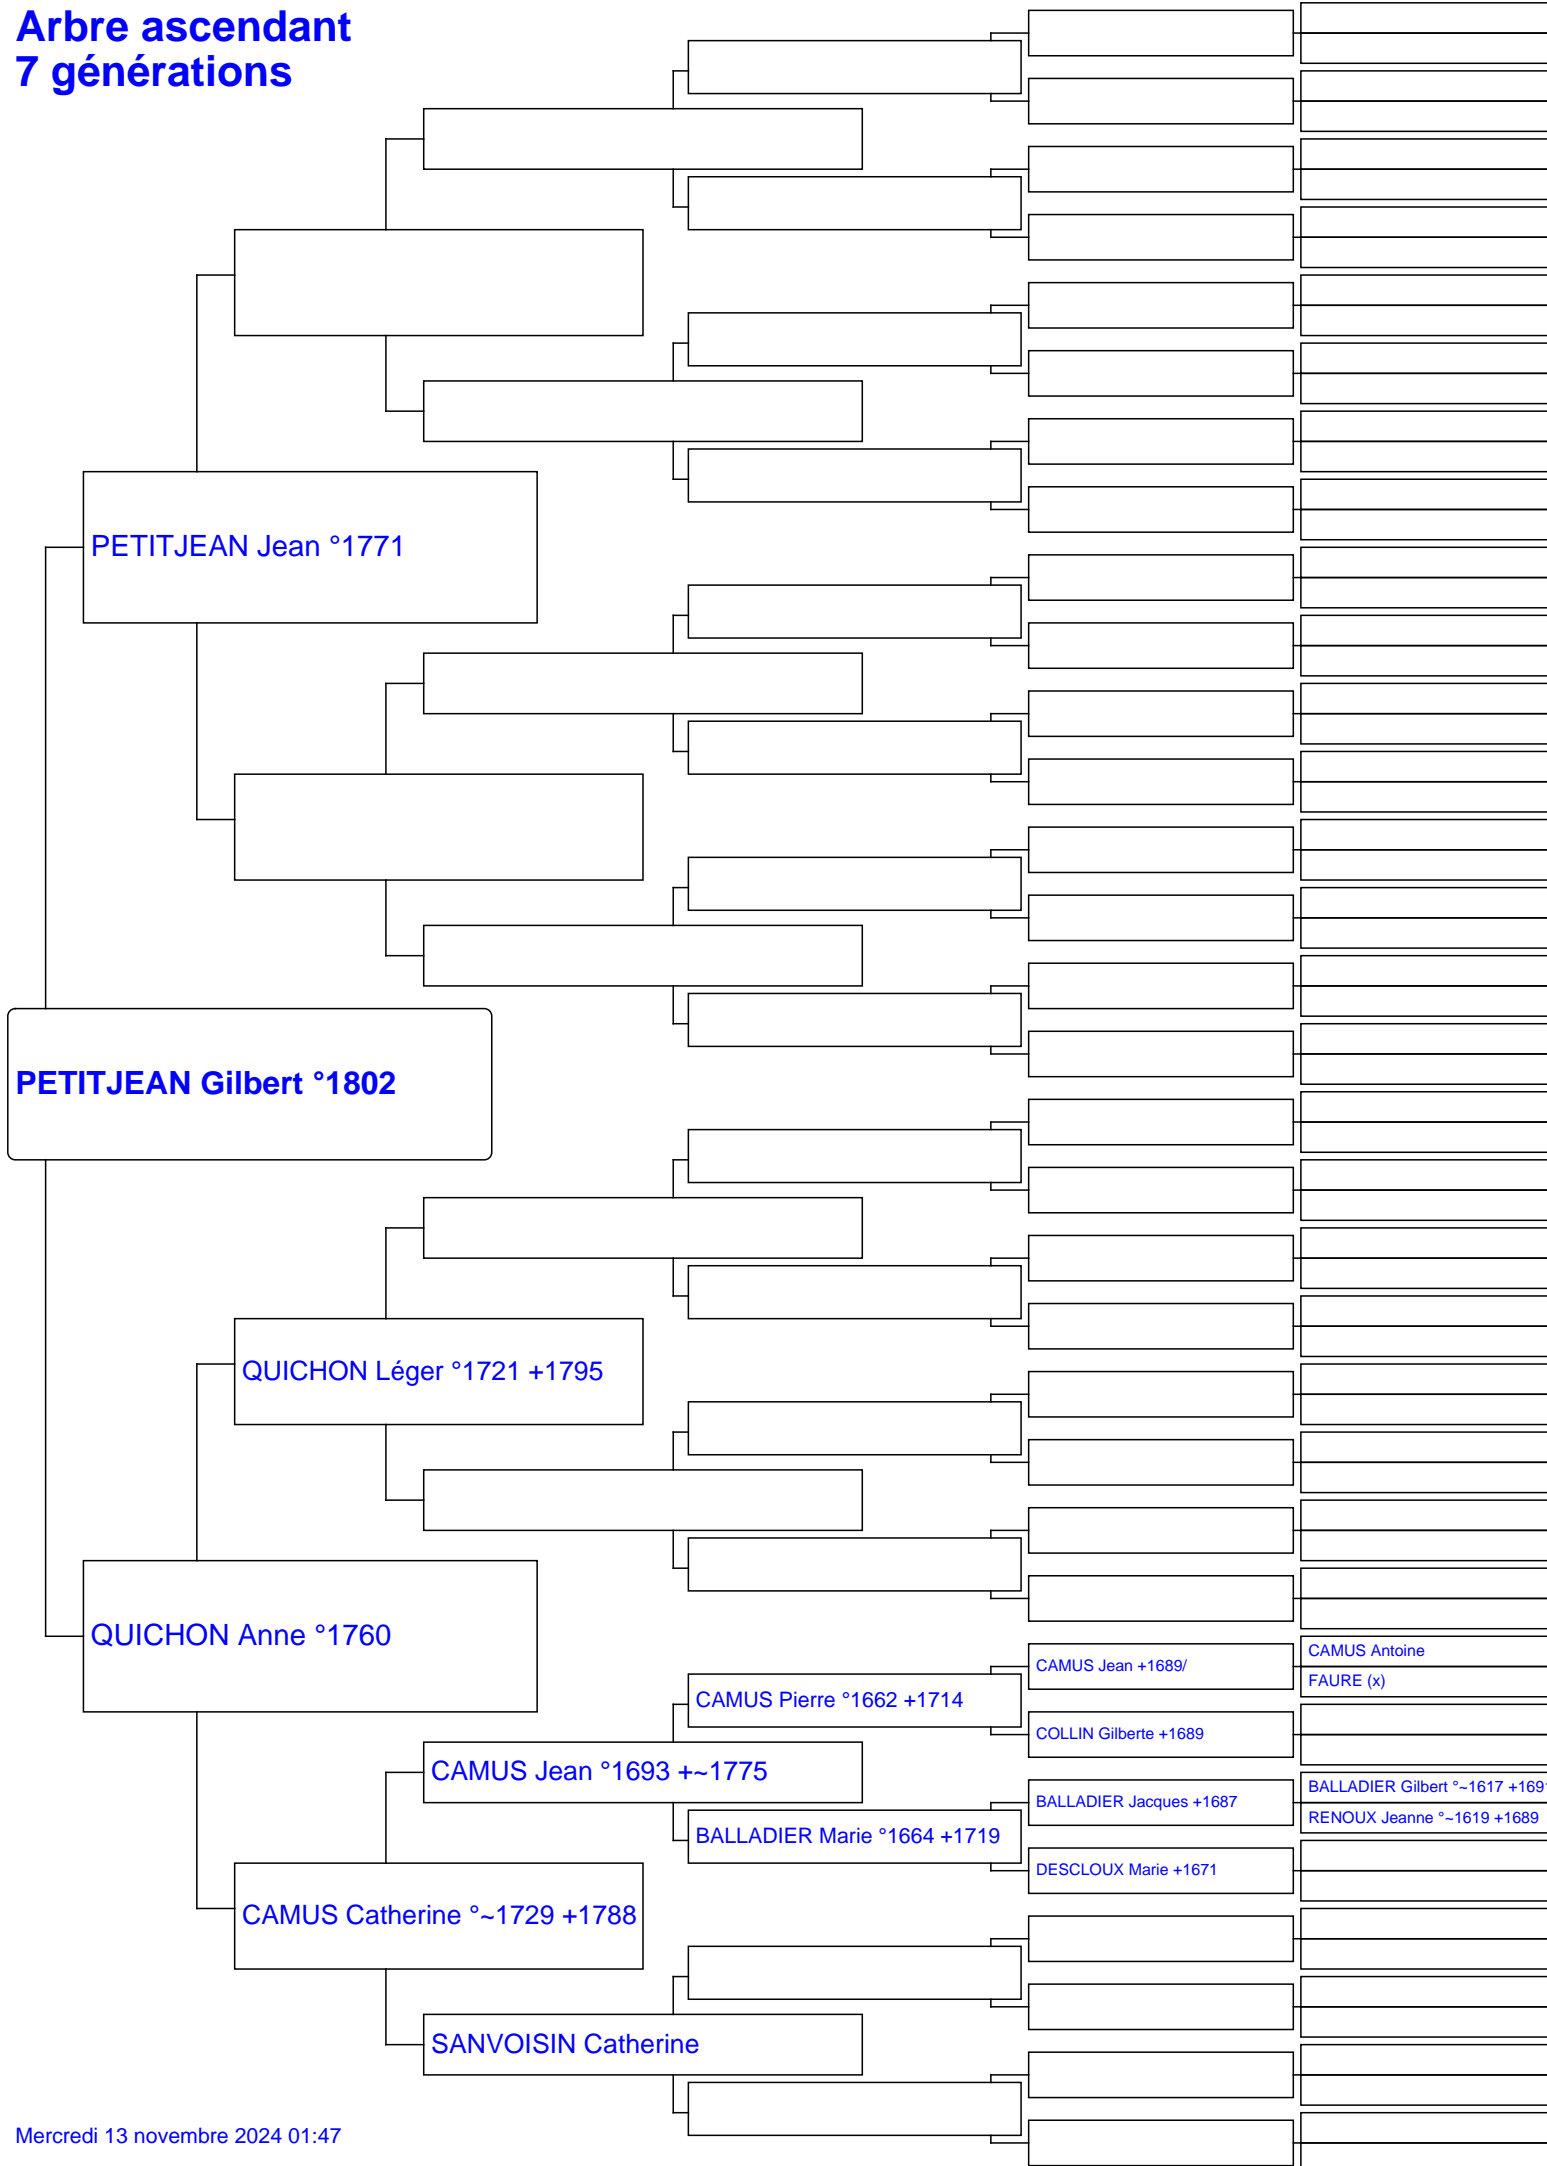 Arbre ascendant
7 générations
PETITJEAN Jean °1771
PETITJEAN Gilbert °1802
QUICHON Léger °1721 +1795
QUICHON Anne °1760
CAMUS Jean +1689/
CAMUS Antoine
FAURE (x)
CAMUS Pierre °1662 +1714
COLLIN Gilberte +1689
CAMUS Jean °1693 +~1775
BALLADIER Jacques +1687
BALLADIER Gilbert °~1617
RENOUX Jeanne °~1619 +1689
BALLADIER Marie °1664 +1719
DESCLOUX Marie +1671
CAMUS Catherine °~1729 +1788
SANVOISIN Catherine
Mercredi 13 novembre 2024 01:47